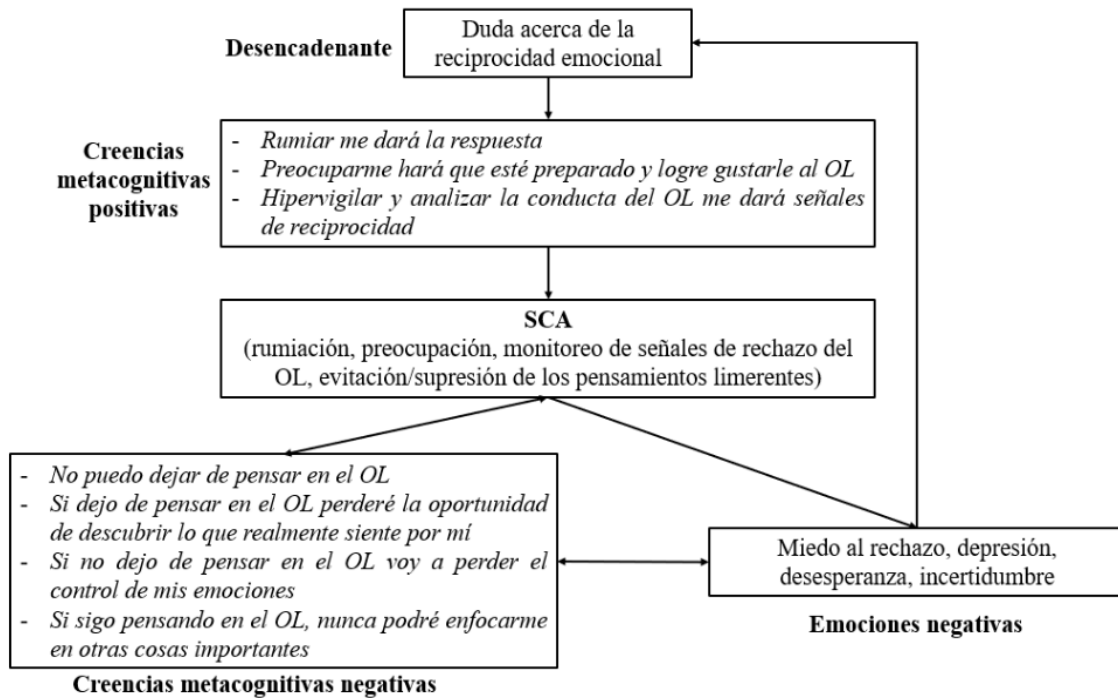 Desencadenante
Duda acerca de la
reciprocidad emocional
Creencias
metacognitivas
positivas
- Rumiar me dará la respuesta
- Preocuparme hará que esté preparado y logre gustarle al OL
- Hipervigilar y analizar la conducta del OL me dará señales
de reciprocidad
SCA
(rumiación, preocupación, monitoreo de señales de rechazo del
OL, evitación/supresión de los pensamientos limerentes)
- No puedo dejar de pensar en el OL
- Si dejo de pensar en el OL perderé la oportunidad
de descubrir lo que realmente siente por mí
- Si no dejo de pensar en el OL voy a perder el
control de mis emociones
- Si sigo pensando en el OL, nunca podré enfocarme
en otras cosas importantes
Creencias metacognitivas negativas
Miedo al rechazo, depresión,
desesperanza, incertidumbre
Emociones negativas